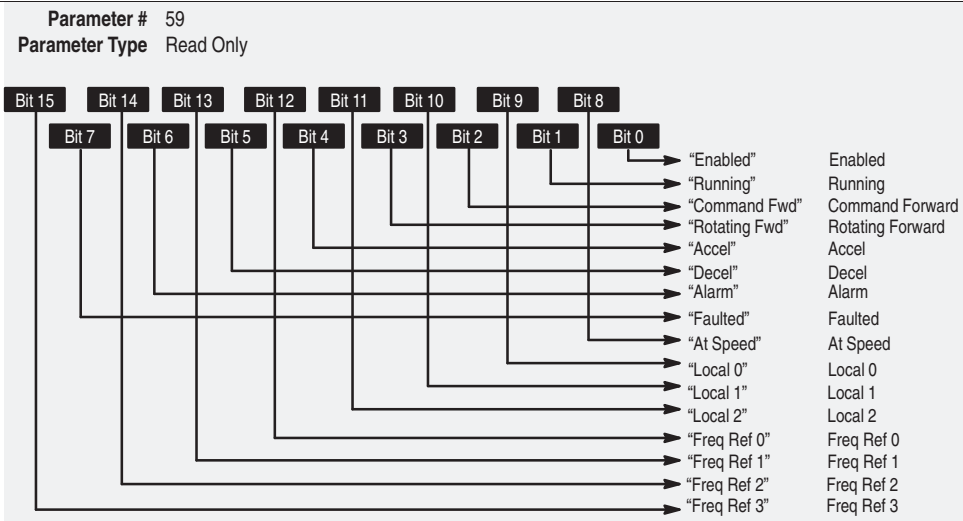 Parameter # 59
Parameter Type Read Only
Bit 15 Bit 14 Bit 13 Bit 12 Bit 11 Bit 10 Bit 9 Bit 8
Bit 7 Bit 6 Bit 5 Bit 4 Bit 3 Bit 2 Bit 1 Bit 0
“Enabled” Enabled
“Running” Running
“Command Fwd” Command Forward
“Rotating Fwd” Rotating Forward
“Accel” Accel
“Decel” Decel
“Alarm” Alarm
“Faulted” Faulted
“At Speed” At Speed
“Local 0” Local 0
“Local 1” Local 1
“Local 2” Local 2
“Freq Ref 0” Freq Ref 0
“Freq Ref 1” Freq Ref 1
“Freq Ref 2” Freq Ref 2
“Freq Ref 3” Freq Ref 3